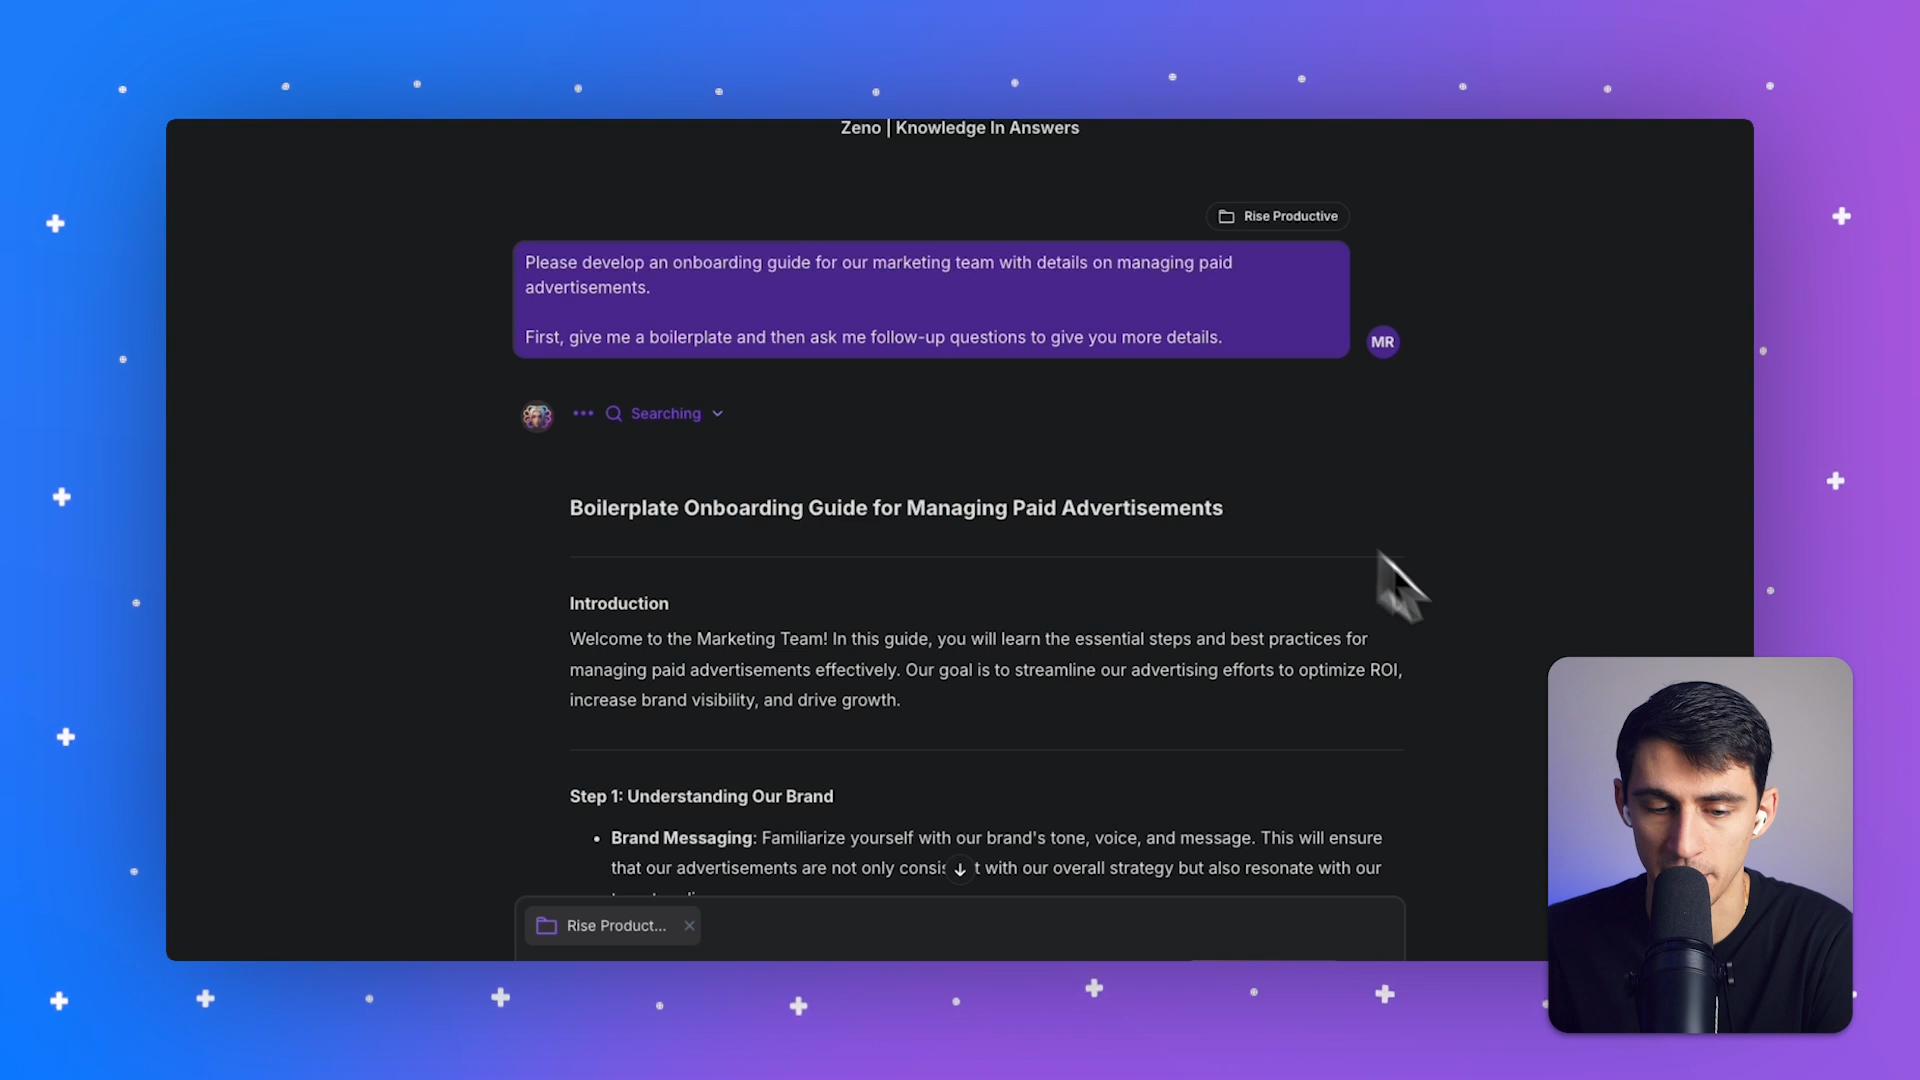 Zeno | Knowledge In Answers
Rise Productive
Please develop an onboarding guide for our marketing team with details on managing paid
advertisements.
First, give me a boilerplate and then ask me follow-up questions to give you more details.
MR
Searching
Boilerplate Onboarding Guide for Managing Paid Advertisements
Introduction
Welcome to the Marketing Team! In this guide, you will learn the essential steps and best practices for
managing paid advertisements effectively. Our goal is to streamline our advertising efforts to optimize ROI,
increase brand visibility, and drive growth.
Step 1: Understanding Our Brand
• Brand Messaging: Familiarize yourself with our brand's tone, voice, and message. This will ensure
that our advertisements are not only consis t with our overall strategy but also resonate with our
Rise Product...